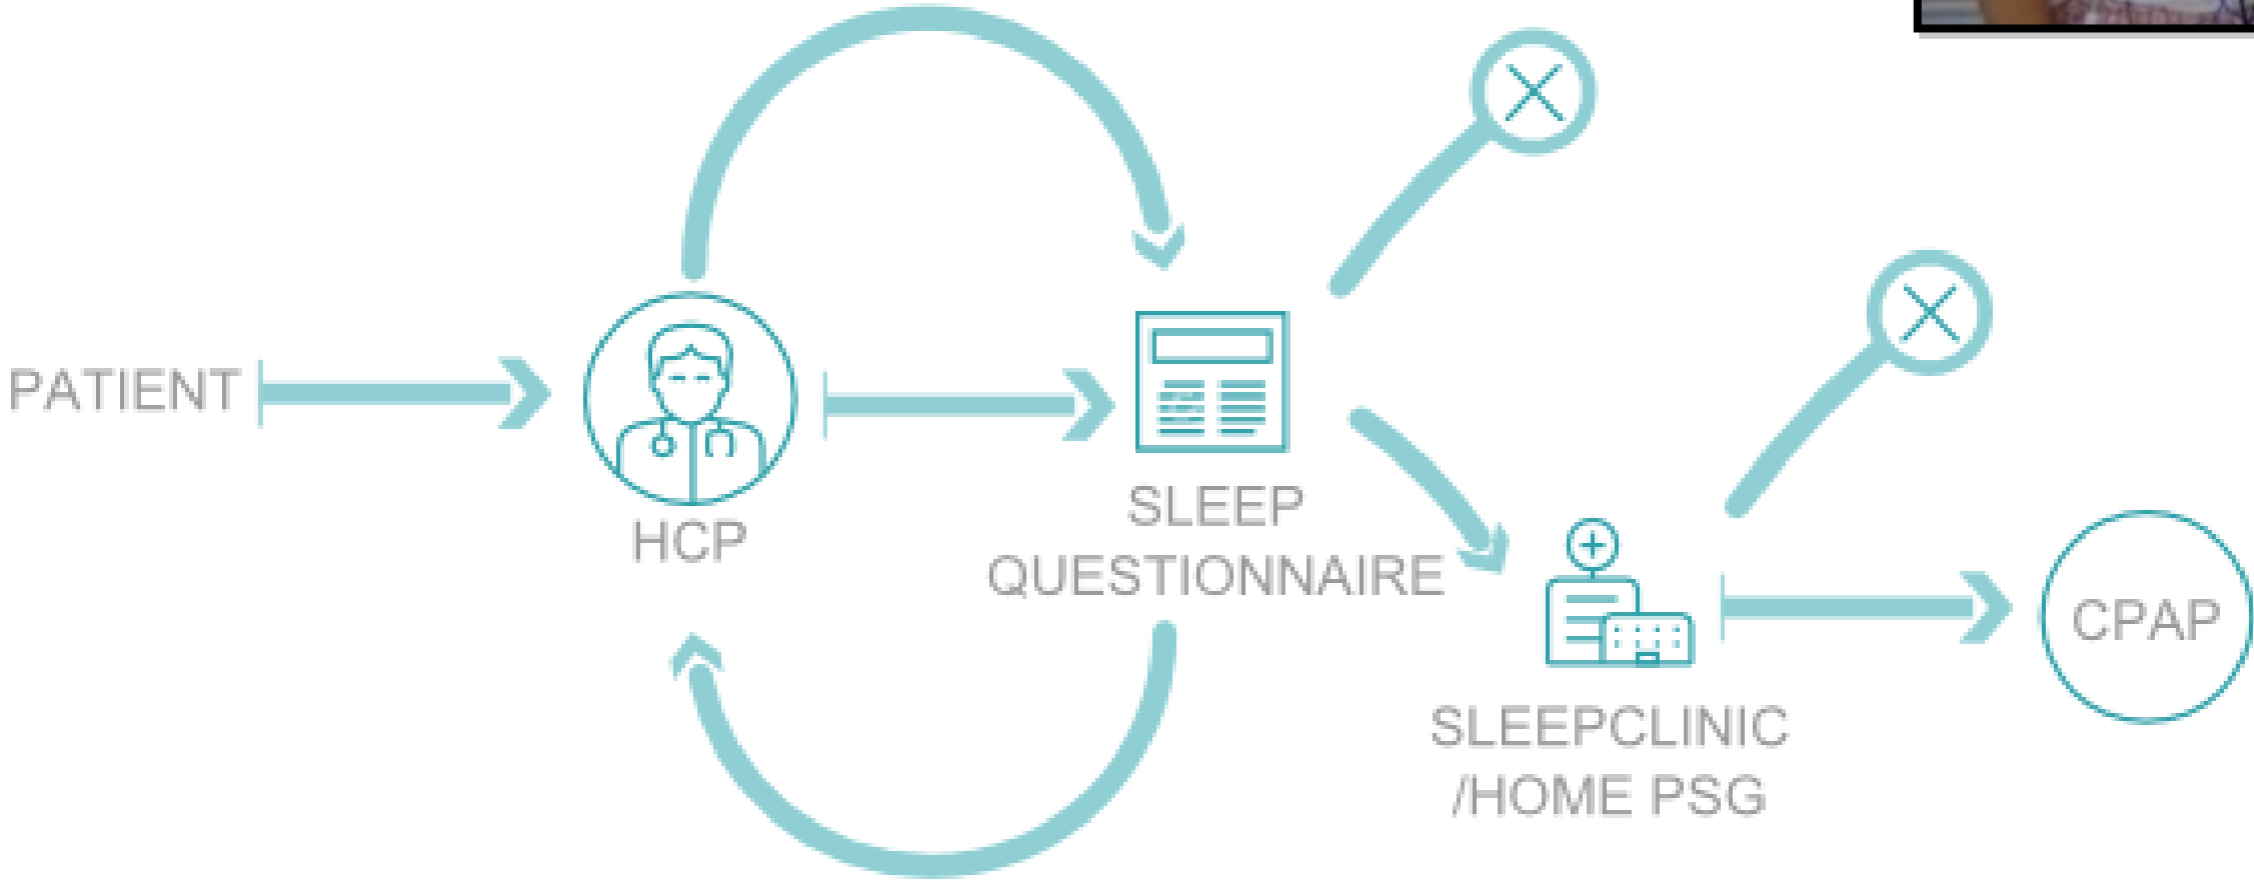 PATIENT
HCP
SLEEP
QUESTIONNAIRE
SLEEPCLINIC
/HOME PSG
CPAP